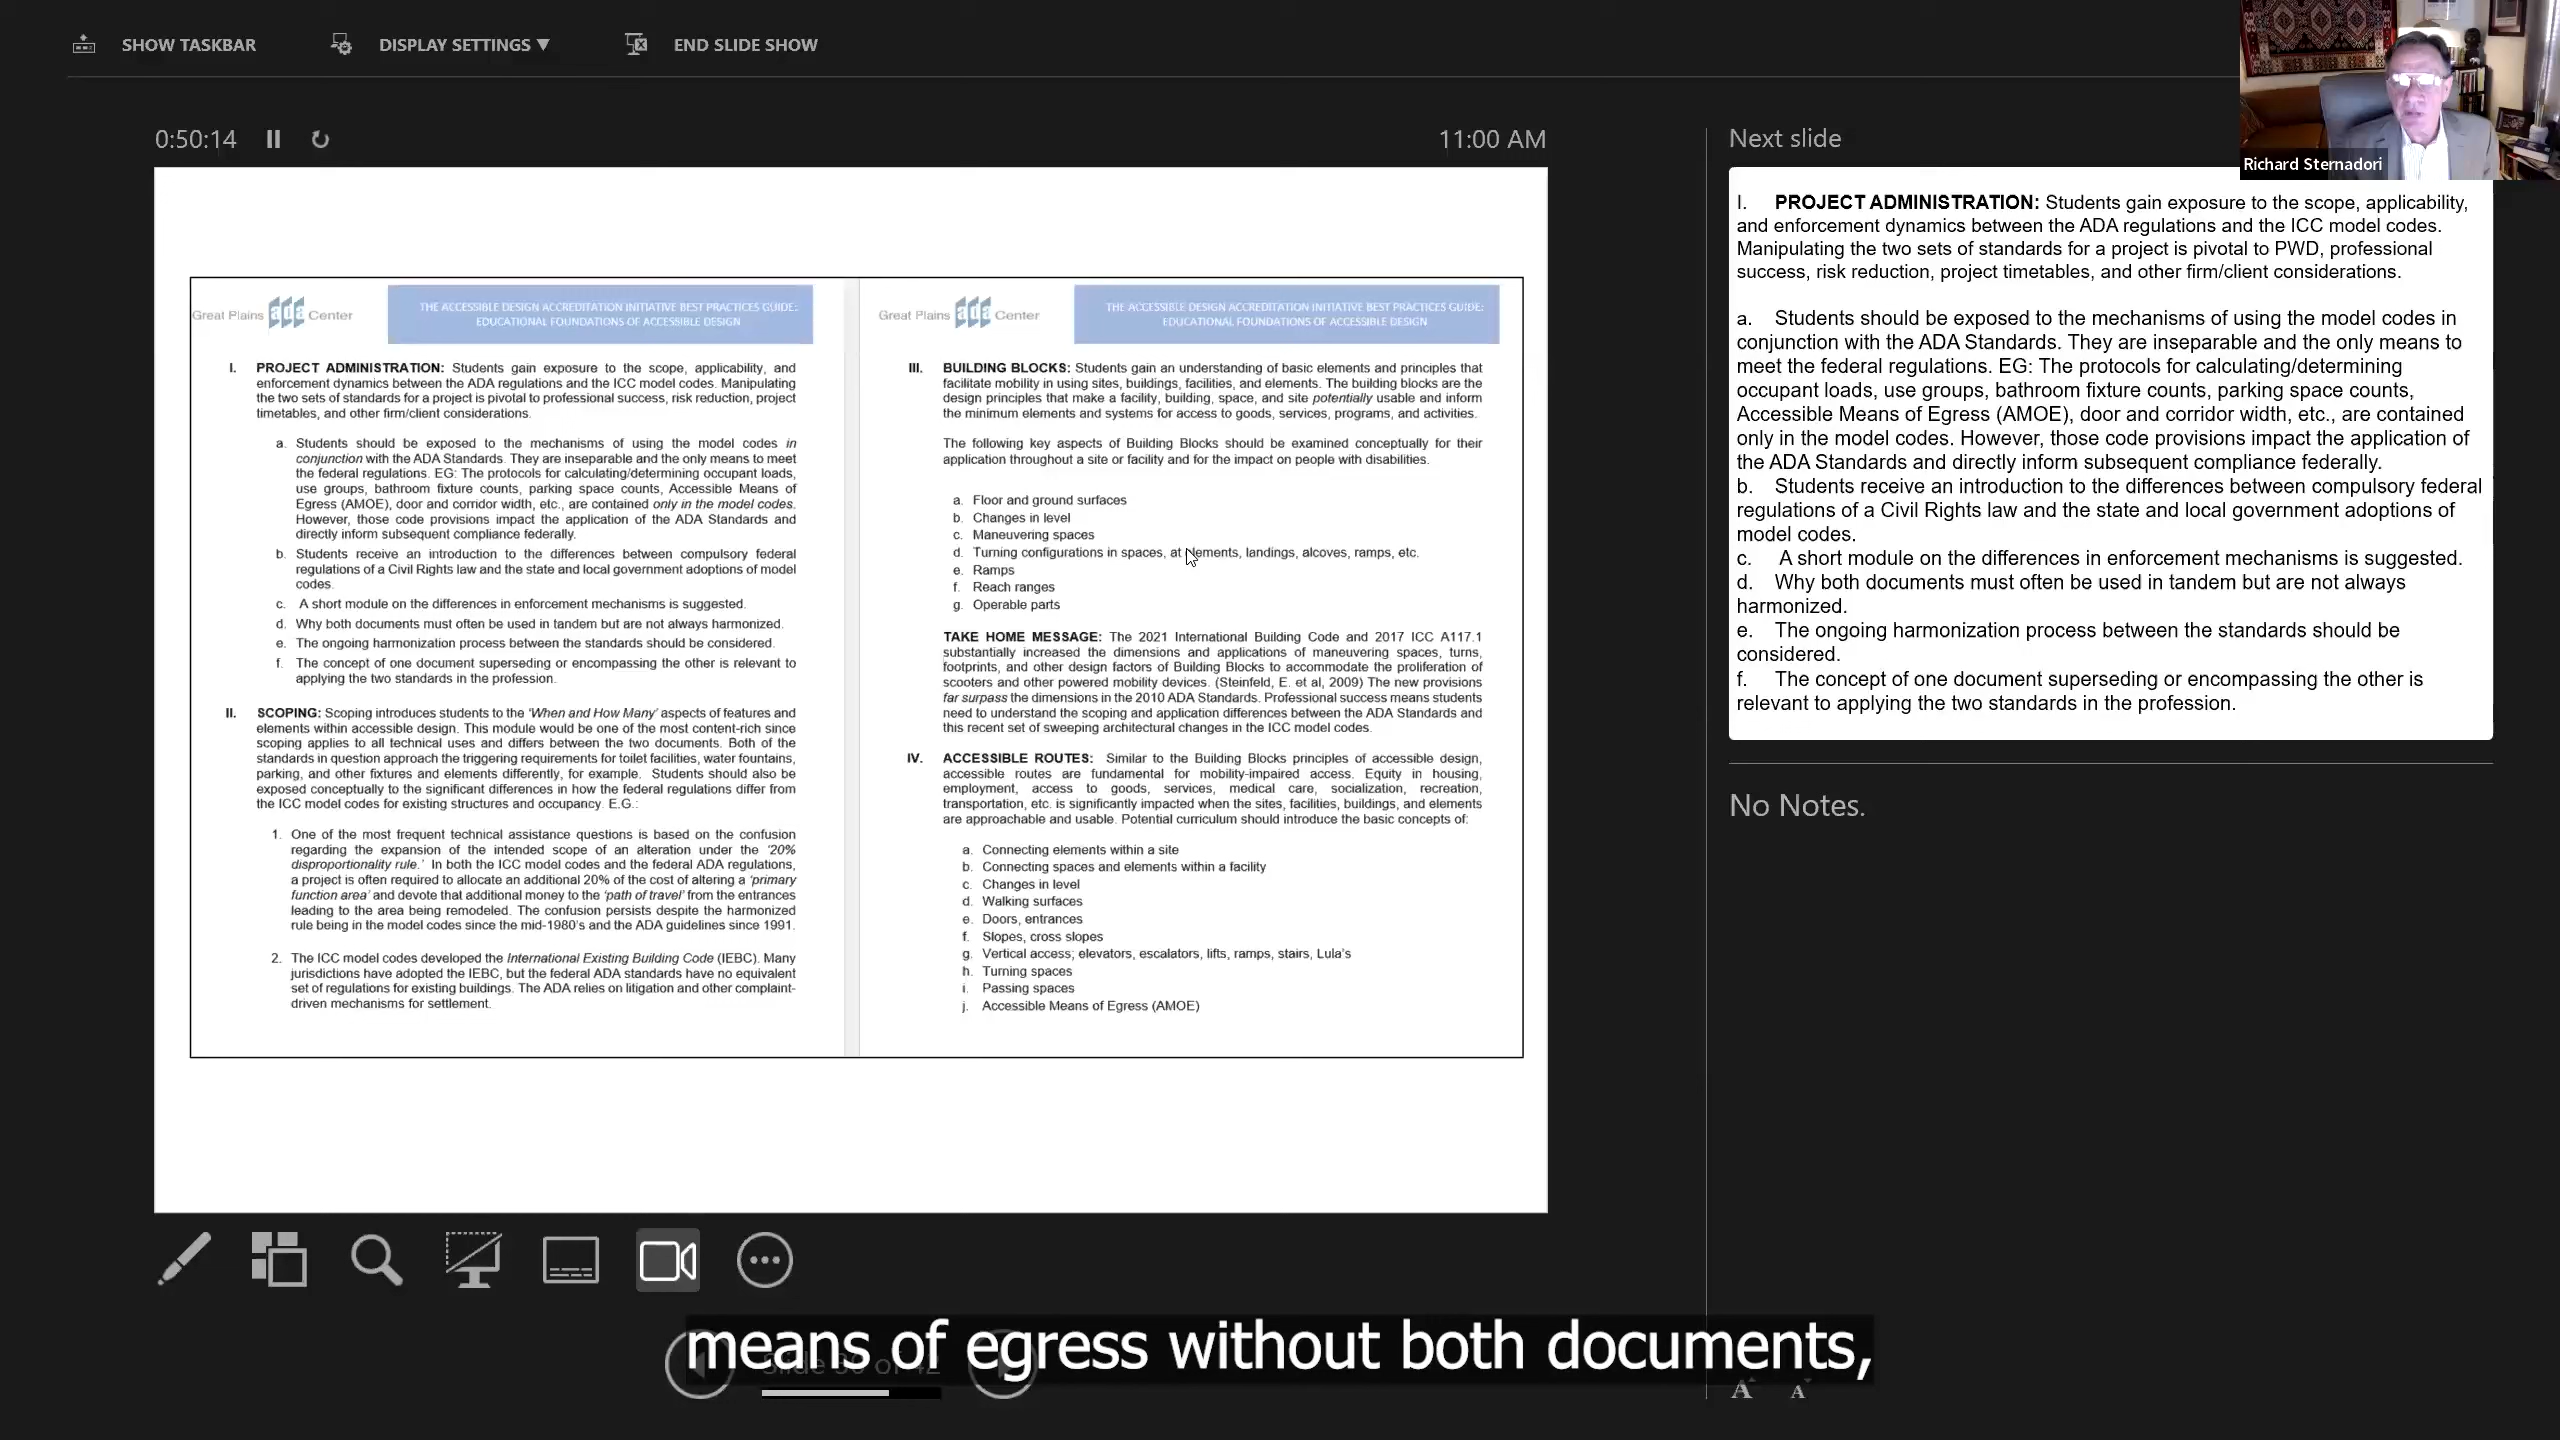 SHOW TASKBAR
DISPLAY SETTINGS ▼
END SLIDE SHOW
Richard Sternadori
0:50:14
11:00 AM
Great Plains ada Center
THE ACCESSIBLE DESIGN ACCREDITATION INITIATIVE BEST PRACTICES GUIDE:
EDUCATIONAL FOUNDATIONS OF ACCESSIBLE DESIGN
I. PROJECT ADMINISTRATION: Students gain exposure to the scope, applicability, and
enforcement dynamics between the ADA regulations and the ICC model codes. Manipulating
the two sets of standards for a project is pivotal to professional success, risk reduction, project
timetables, and other firm/client considerations.
a. Students should be exposed to the mechanisms of using the model codes in
conjunction with the ADA Standards. They are inseparable and the only means to meet
the federal regulations. EG: The protocols for calculating/determining occupant loads,
use groups, bathroom fixture counts, parking space counts, Accessible Means of
Egress (AMOE), door and corridor width, etc., are contained only in the model codes.
However, those code provisions impact the application of the ADA Standards and
directly inform subsequent compliance federally.
b. Students receive an introduction to the differences between compulsory federal
regulations of a Civil Rights law and the state and local government adoptions of model
codes.
c. A short module on the differences in enforcement mechanisms is suggested.
d. Why both documents must often be used in tandem but are not always harmonized.
e. The ongoing harmonization process between the standards should be considered.
f. The concept of one document superseding or encompassing the other is relevant to
applying the two standards in the profession.
II. SCOPING: Scoping introduces students to the 'When and How Many' aspects of features and
elements within accessible design. This module would be one of the most content-rich since
scoping applies to all technical uses and differs between the two documents. Both of the
standards in question approach the triggering requirements for toilet facilities, water fountains,
parking, and other fixtures and elements differently, for example. Students should also be
exposed conceptually to the significant differences in how the federal regulations differ from
the ICC model codes for existing structures and occupancy. E.G.:
1. One of the most frequent technical assistance questions is based on the confusion
regarding the expansion of the intended scope of an alteration under the '20%
disproportionality rule.' In both the ICC model codes and the federal ADA regulations,
a project is often required to allocate an additional 20% of the cost of altering a 'primary
function area' and devote that additional money to the 'path of travel' from the entrances
leading to the area being remodeled. The confusion persists despite the harmonized
rule being in the model codes since the mid-1980's and the ADA guidelines since 1991.
2. The ICC model codes developed the International Existing Building Code (IEBC). Many
jurisdictions have adopted the IEBC, but the federal ADA standards have no equivalent
set of regulations for existing buildings. The ADA relies on litigation and other complaint-
driven mechanisms for settlement.
Great Plains ada Center
THE ACCESSIBLE DESIGN ACCREDITATION INITIATIVE BEST PRACTICES GUIDE:
EDUCATIONAL FOUNDATIONS OF ACCESSIBLE DESIGN
III. BUILDING BLOCKS: Students gain an understanding of basic elements and principles that
facilitate mobility in using sites, buildings, facilities, and elements. The building blocks are the
design principles that make a facility, building, space, and site potentially usable and inform
the minimum elements and systems for access to goods, services, programs, and activities.
The following key aspects of Building Blocks should be examined conceptually for their
application throughout a site or facility and for the impact on people with disabilities.
a. Floor and ground surfaces
b. Changes in level
c. Maneuvering spaces
d. Turning configurations in spaces, at elements, landings, alcoves, ramps, etc.
e. Ramps
f. Reach ranges
g. Operable parts
TAKE HOME MESSAGE: The 2021 International Building Code and 2017 ICC A117.1
substantially increased the dimensions and applications of maneuvering spaces, turns,
footprints, and other design factors of Building Blocks to accommodate the proliferation of
scooters and other powered mobility devices. (Steinfeld, E. et al, 2009) The new provisions
far surpass the dimensions in the 2010 ADA Standards. Professional success means students
need to understand the scoping and application differences between the ADA Standards and
this recent set of sweeping architectural changes in the ICC model codes.
IV. ACCESSIBLE ROUTES: Similar to the Building Blocks principles of accessible design,
accessible routes are fundamental for mobility-impaired access. Equity in housing,
employment, access to goods, services, medical care, socialization, recreation,
transportation, etc. is significantly impacted when the sites, facilities, buildings, and elements
are approachable and usable. Potential curriculum should introduce the basic concepts of:
a. Connecting elements within a site
b. Connecting spaces and elements within a facility
c. Changes in level
d. Walking surfaces
e. Doors, entrances
f. Slopes, cross slopes
g. Vertical access; elevators, escalators, lifts, ramps, stairs, Lula's
h. Turning spaces
i. Passing spaces
j. Accessible Means of Egress (AMOE)
Next slide
I. PROJECT ADMINISTRATION: Students gain exposure to the scope, applicability,
and enforcement dynamics between the ADA regulations and the ICC model codes.
Manipulating the two sets of standards for a project is pivotal to PWD, professional
success, risk reduction, project timetables, and other firm/client considerations.
a. Students should be exposed to the mechanisms of using the model codes in
conjunction with the ADA Standards. They are inseparable and the only means to
meet the federal regulations. EG: The protocols for calculating/determining
occupant loads, use groups, bathroom fixture counts, parking space counts,
Accessible Means of Egress (AMOE), door and corridor width, etc., are contained
only in the model codes. However, those code provisions impact the application of
the ADA Standards and directly inform subsequent compliance federally.
b. Students receive an introduction to the differences between compulsory federal
regulations of a Civil Rights law and the state and local government adoptions of
model codes.
c. A short module on the differences in enforcement mechanisms is suggested.
d. Why both documents must often be used in tandem but are not always
harmonized.
e. The ongoing harmonization process between the standards should be
considered.
f. The concept of one document superseding or encompassing the other is
relevant to applying the two standards in the profession.
No Notes.
means of egress without both documents,
A A